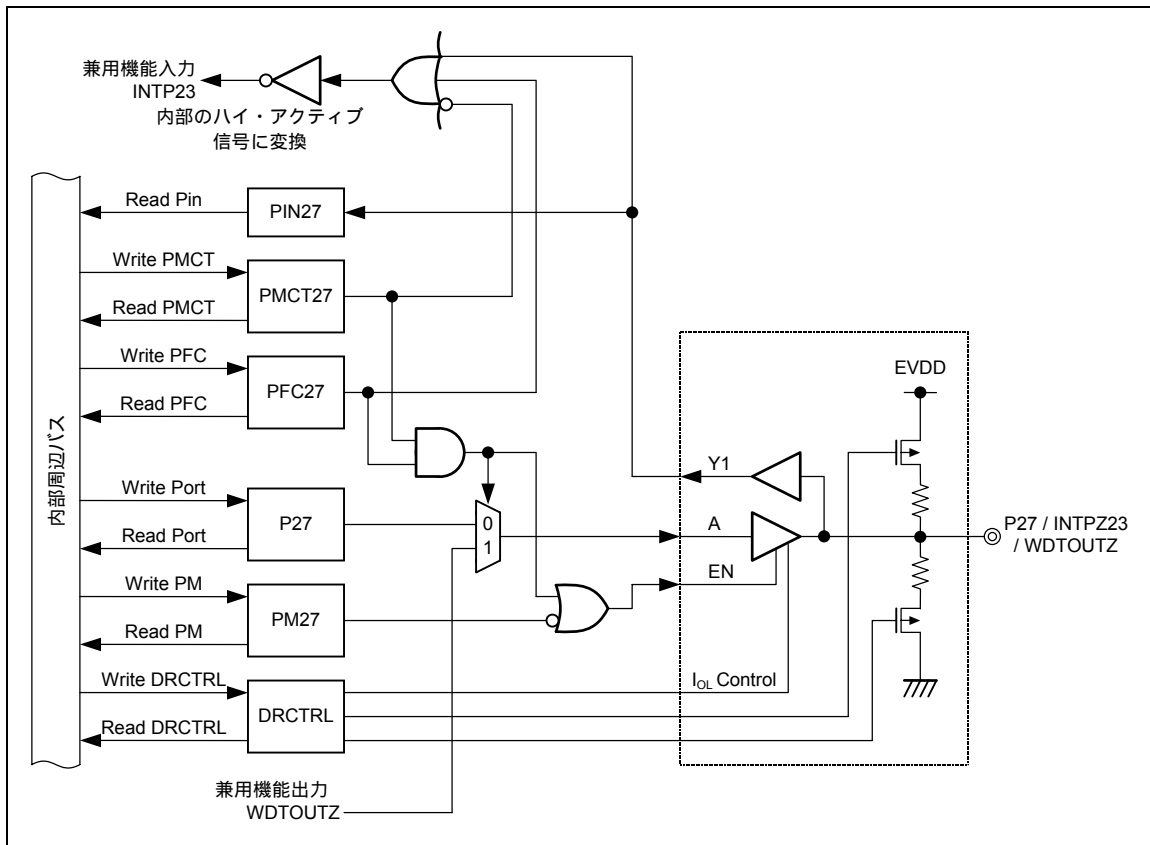 兼用機能入力
INTP23
内部のハイ・アクティブ
信号に変換
内部周辺バス
Read Pin
PIN27
Write PMCT
Read PMCT
PMCT27
Write PFC
Read PFC
PFC27
Write Port
Read Port
P27
0
1
Write PM
Read PM
PM27
Write DRCTRL
Read DRCTRL
DRCTRL
兼用機能出力
WDTOUTZ
EVDD
Y1
A
EN
IOL Control
P27 / INTPZ23
/ WDTOUTZ